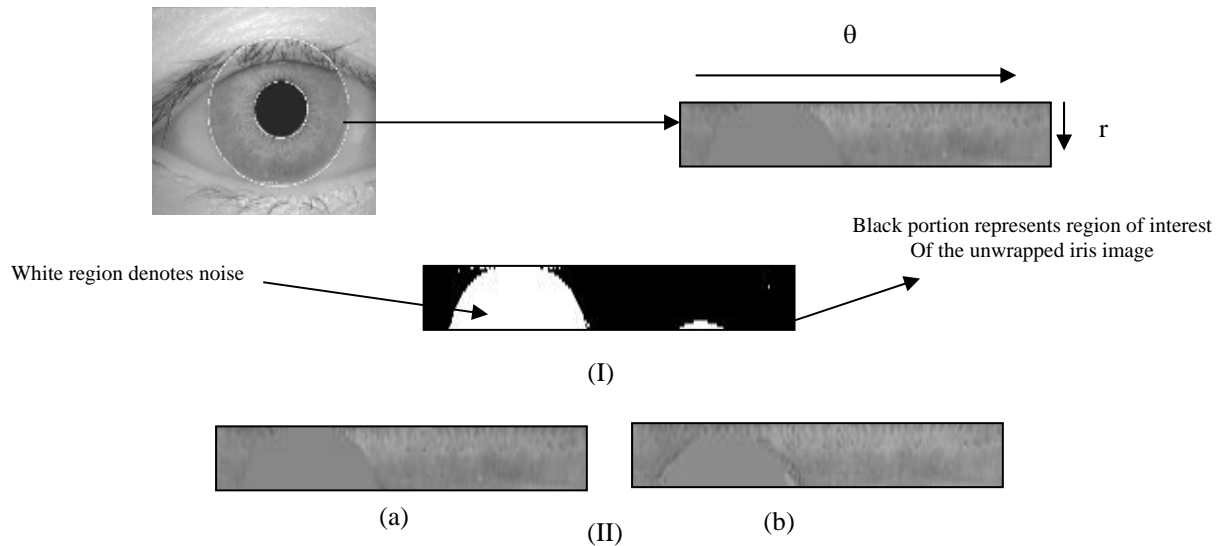 θ
r
Black portion represents region of interest
Of the unwrapped iris image
White region denotes noise
(I)
(a)
(b)
(II)